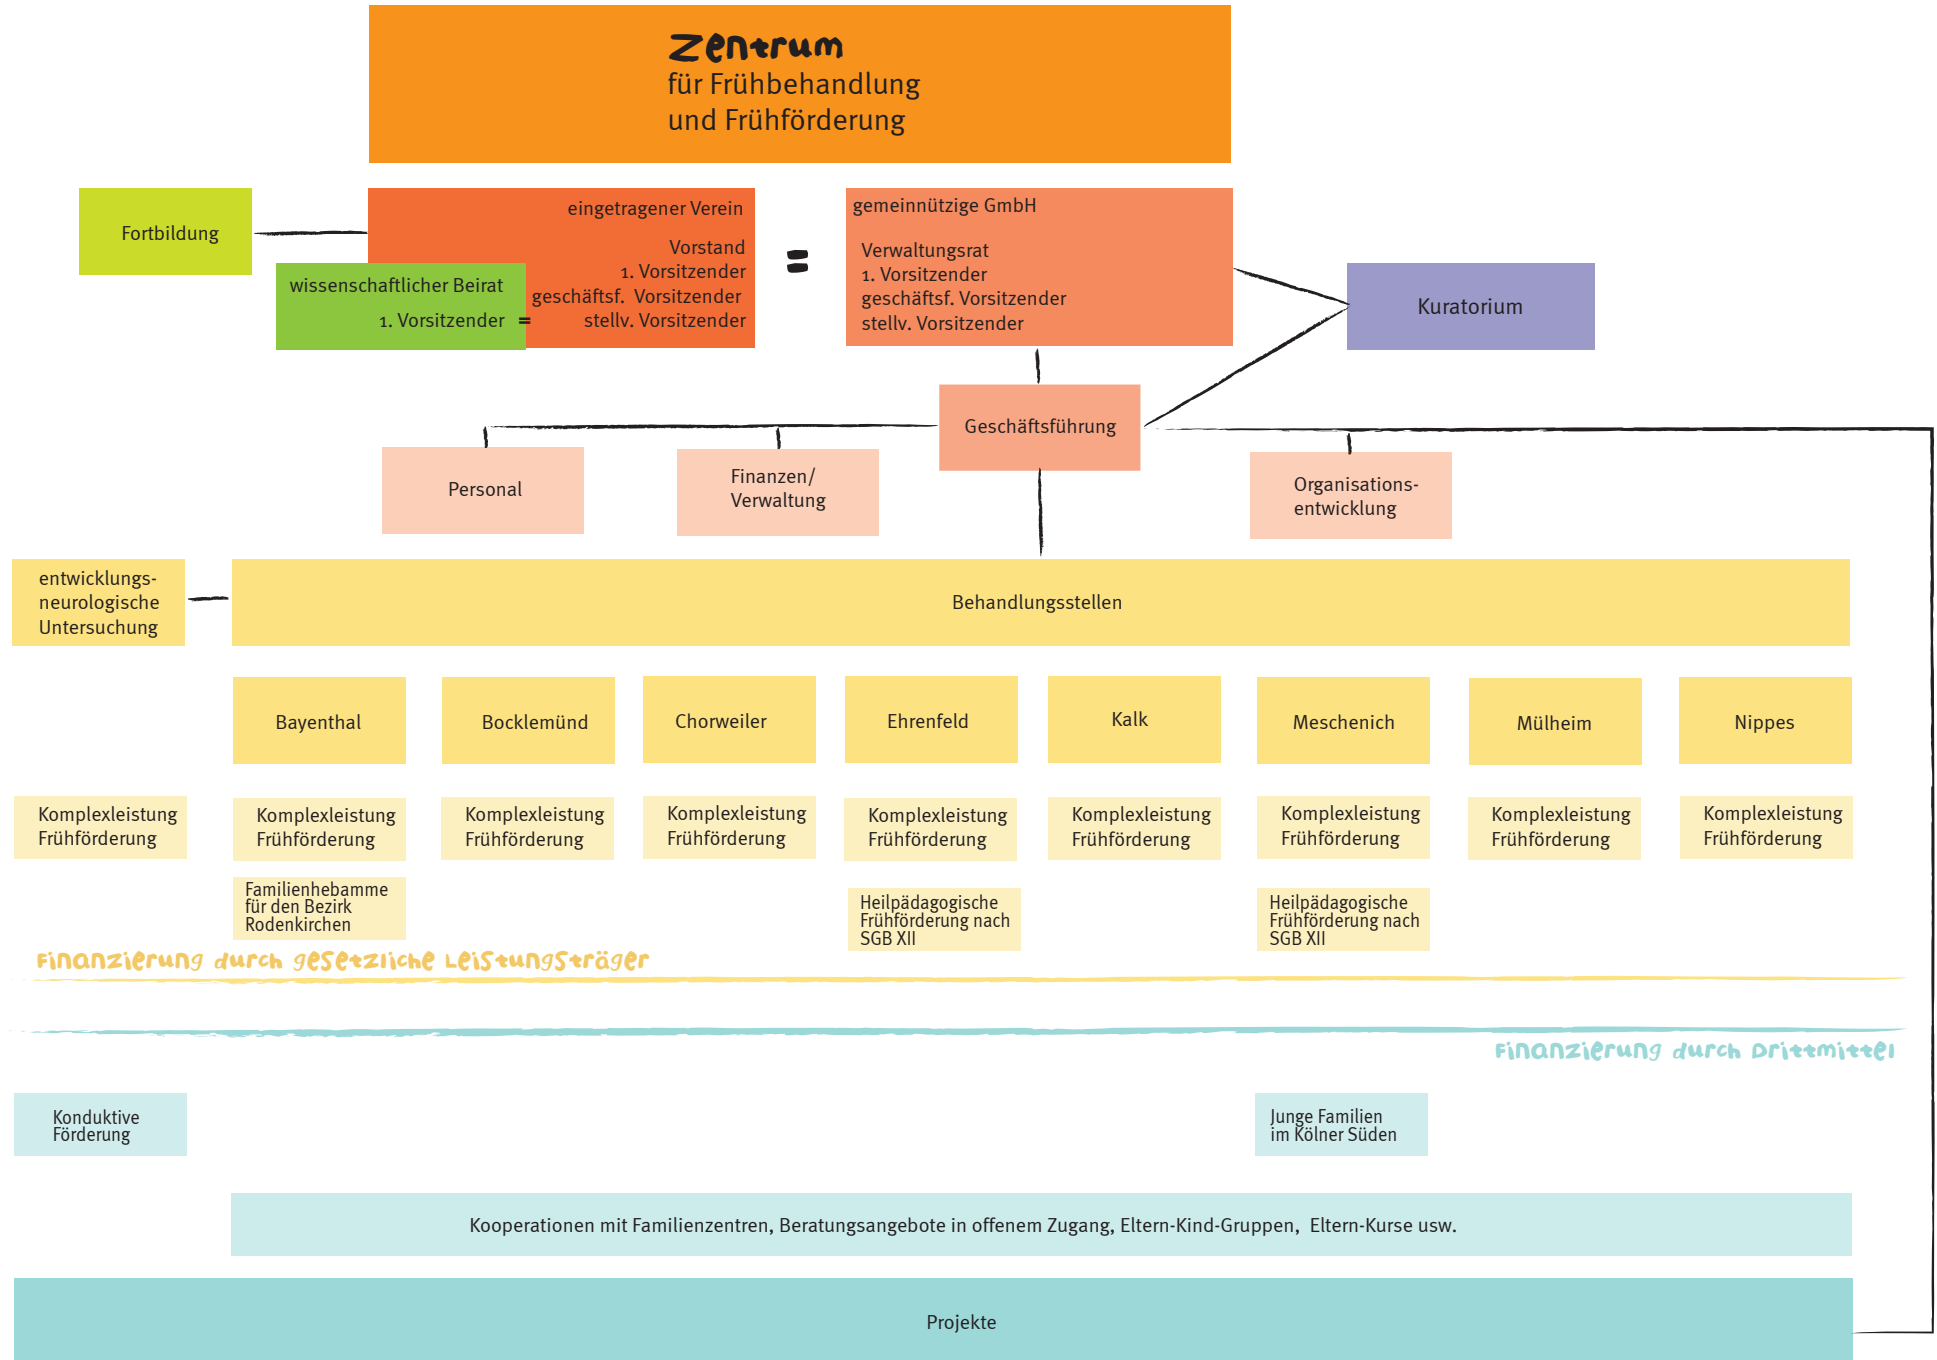 Zentrum
für Frühbehandlung
und Frühförderung
Fortbildung
eingetragener Verein
Vorstand
1. Vorsitzender
geschäftsf. Vorsitzender
stellv. Vorsitzender
wissenschaftlicher Beirat
1. Vorsitzender =
=
gemeinnützige GmbH
Verwaltungsrat
1. Vorsitzender
geschäftsf. Vorsitzender
stellv. Vorsitzender
Kuratorium
Geschäftsführung
Personal
Finanzen/
Verwaltung
Organisations-
entwicklung
entwicklungs-
neurologische
Untersuchung
Behandlungsstellen
Bayenthal
Bocklemünd
Chorweiler
Ehrenfeld
Kalk
Meschenich
Mülheim
Nippes
Komplexleistung
Frühförderung
Komplexleistung
Frühförderung
Komplexleistung
Frühförderung
Komplexleistung
Frühförderung
Komplexleistung
Frühförderung
Komplexleistung
Frühförderung
Komplexleistung
Frühförderung
Komplexleistung
Frühförderung
Komplexleistung
Frühförderung
Familienhebamme
für den Bezirk
Rodenkirchen
Heilpädagogische
Frühförderung nach
SGB XII
Heilpädagogische
Frühförderung nach
SGB XII
Finanzierung durch gesetzliche Leistungsträger
Finanzierung durch Drittmittel
Konduktive
Förderung
Junge Familien
im Kölner Süden
Kooperationen mit Familienzentren, Beratungsangebote in offenem Zugang, Eltern-Kind-Gruppen, Eltern-Kurse usw.
Projekte